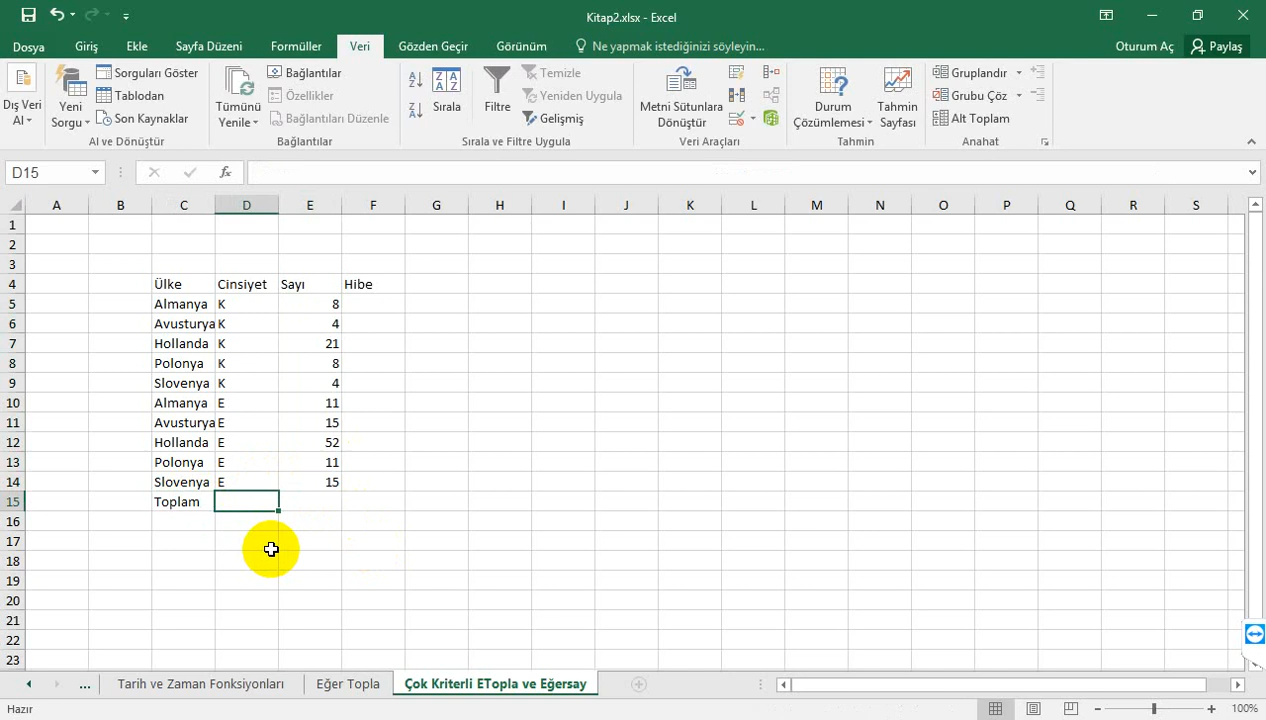 Kitap2.xlsx - Excel
Dosya Giriş Ekle Sayfa Düzeni Formüller Veri Gözden Geçir Görünüm Ne yapmak istediğinizi söyleyin... Oturum Aç Paylaş
Dış Veri Al
Yeni Sorgu
Sorguları Göster
Tablodan
Son Kaynaklar
Al ve Dönüştür
Tümünü Yenile
Bağlantılar
Özellikler
Bağlantıları Düzenle
Bağlantılar
Sırala
Filtre
Temizle
Yeniden Uygula
Gelişmiş
Sırala ve Filtre Uygula
Metni Sütunlara Dönüştür
Veri Araçları
Durum Çözümlemesi
Tahmin Sayfası
Tahmin
Gruplandır
Grubu Çöz
Alt Toplam
Anahat
D15 fx
A B C D E F G H I J K L M N O P Q R S
1
2
3
4 Ülke Cinsiyet Sayı Hibe
5 Almanya K 8
6 Avusturya K 4
7 Hollanda K 21
8 Polonya K 8
9 Slovenya K 4
10 Almanya E 11
11 Avusturya E 15
12 Hollanda E 52
13 Polonya E 11
14 Slovenya E 15
15 Toplam
16
17
18
19
20
21
22
23
... Tarih ve Zaman Fonksiyonları Eğer Topla Çok Kriterli ETopla ve Eğersay
Hazır 100%